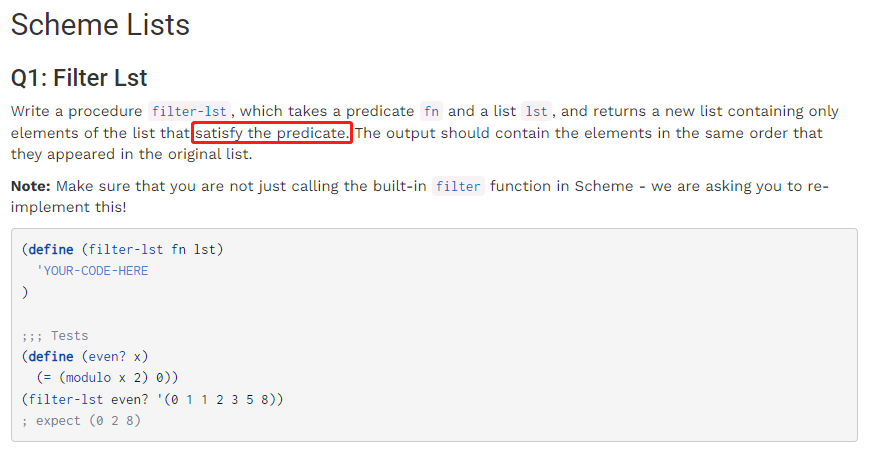 Scheme Lists
Q1: Filter Lst
Write a procedure filter-lst, which takes a predicate fn and a list lst, and returns a new list containing only
elements of the list that satisfy the predicate. The output should contain the elements in the same order that
they appeared in the original list.
Note: Make sure that you are not just calling the built-in filter function in Scheme - we are asking you to re-
implement this!
(define (filter-lst fn lst)
  'YOUR-CODE-HERE
)
;;; Tests
(define (even? x)
  (= (modulo x 2) 0))
(filter-lst even? '(0 1 1 2 3 5 8))
; expect (0 2 8)